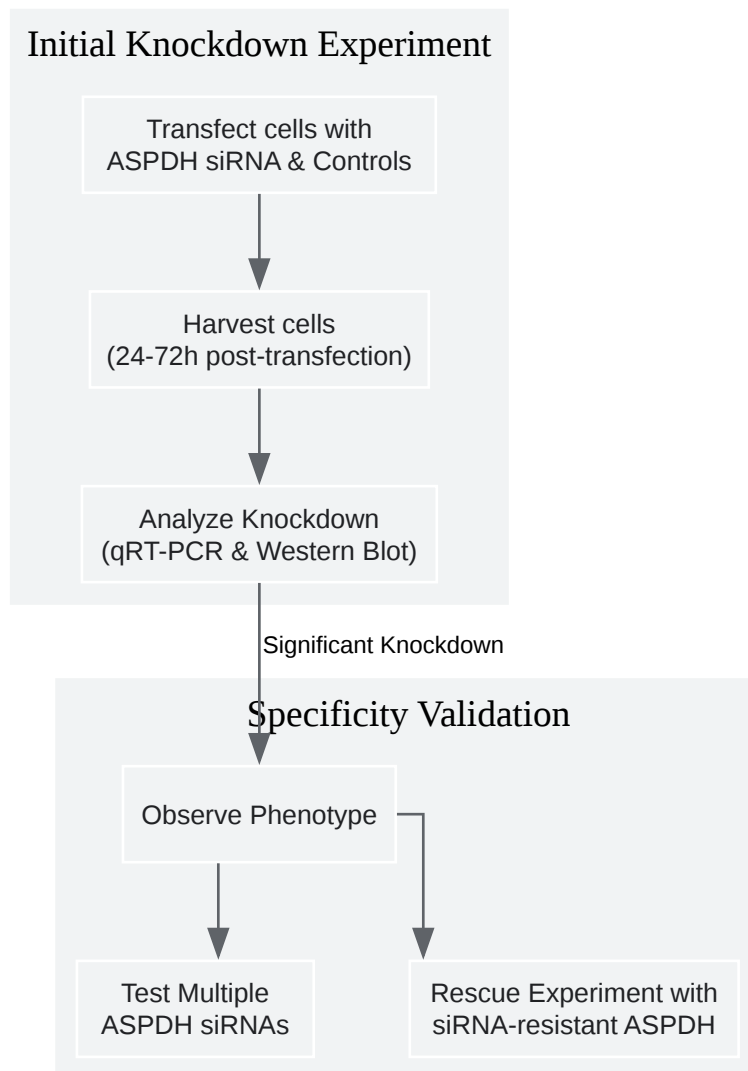 Initial Knockdown Experiment
Transfect cells with
ASPDH siRNA & Controls
Harvest cells
(24-72h post-transfection)
Analyze Knockdown
(qRT-PCR & Western Blot)
Significant Knockdown
Specificity Validation
Observe Phenotype
Test Multiple
ASPDH siRNAs
Rescue Experiment with
siRNA-resistant ASPDH